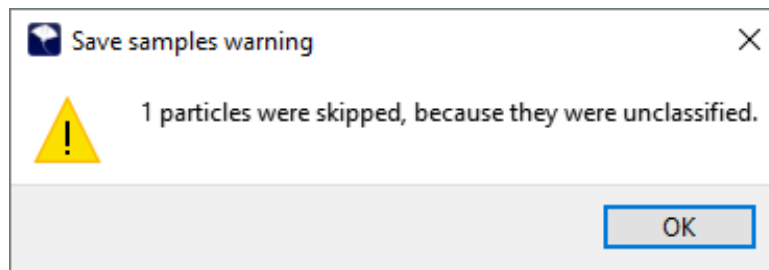 Save samples warning
1 particles were skipped, because they were unclassified.
OK